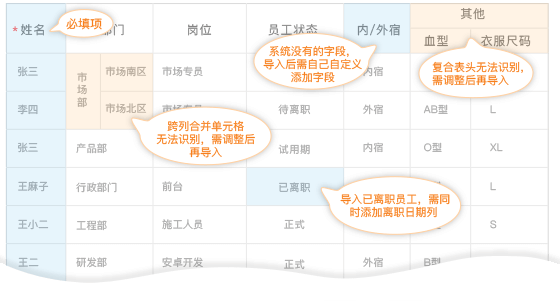 其他
* 姓名
必填项
部门
岗位
员工状态
内/外宿
血型
衣服尺码
系统没有的字段,
导入后需自己自定义
添加字段
复合表头无法识别,
需调整后再导入
张三
市场部
市场南区
市场专员
内宿
李四
市场北区
待离职
外宿
AB型
L
跨列合并单元格
无法识别,需调整后
再导入
张三
产品部
试用期
内宿
O型
XL
王麻子
行政部门
前台
已离职
L
导入已离职员工,需同
时添加离职日期列
王小二
工程部
施工人员
正式
S
王二
研发部
安卓开发
正式
外宿
B型